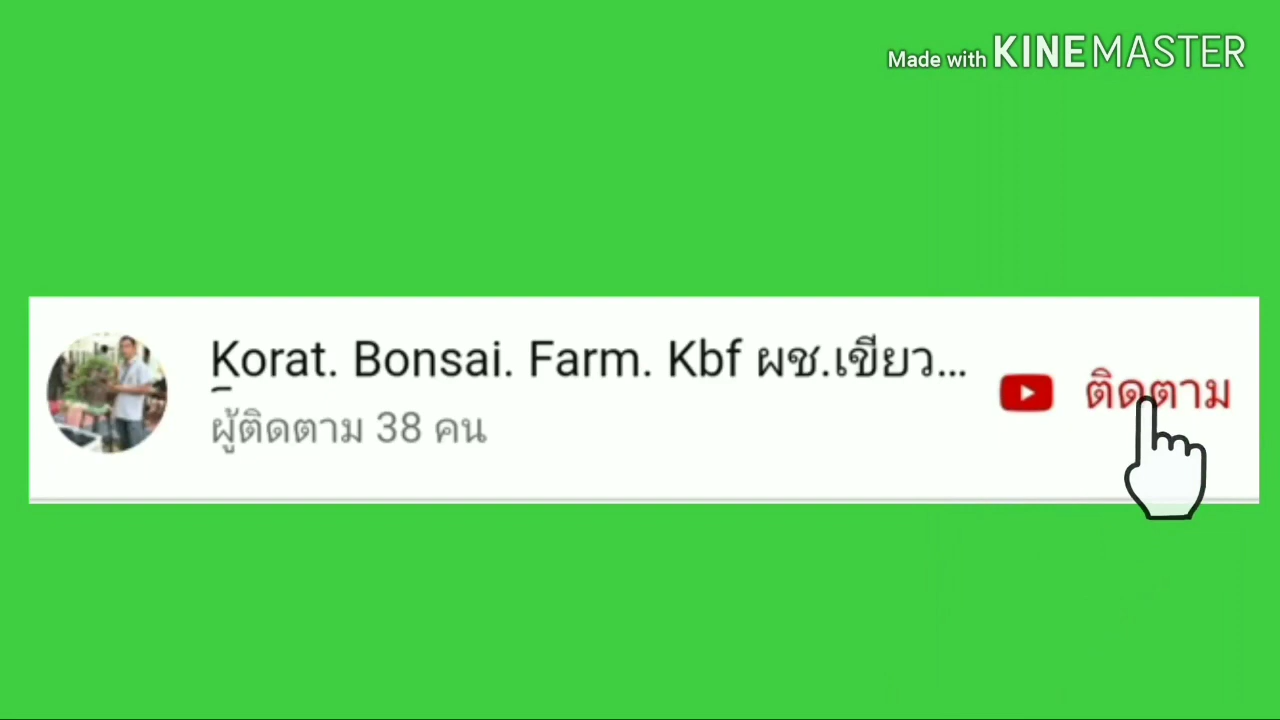 Made with KINEMASTER
Korat. Bonsai. Farm. Kbf ผช.เขียว...
ผู้ติดตาม 38 คน
ติดตาม